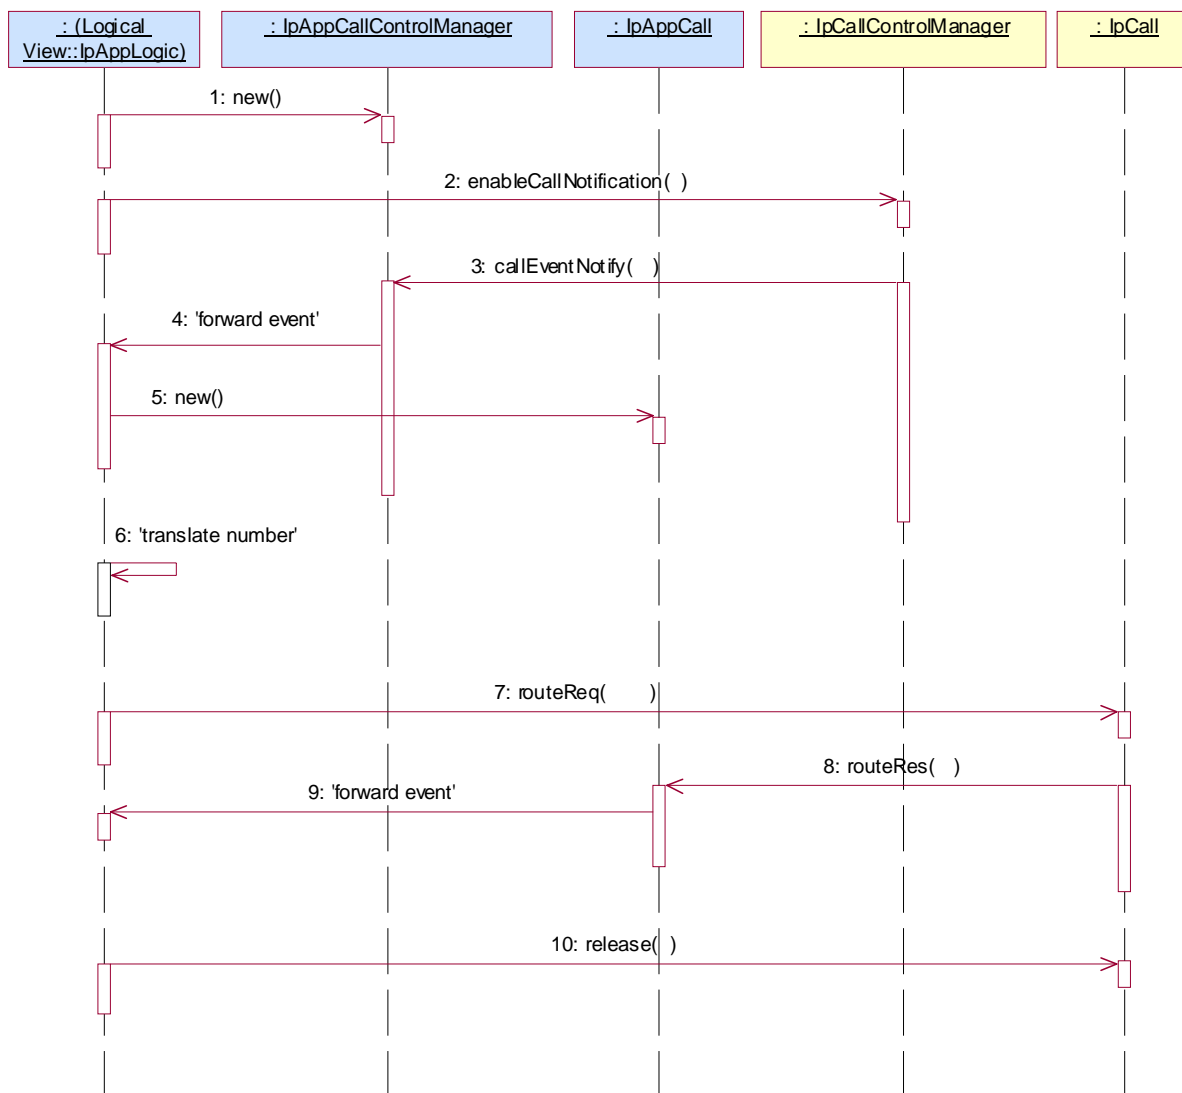 : (Logical
View::IpAppLogic)
: IpAppCallControlManager
: IpAppCall
: IpCallControlManager
: IpCall
1: new()
2: enableCallNotification( )
3: callEventNotify( )
4: 'forward event'
5: new()
6: 'translate number'
7: routeReq( )
8: routeRes( )
9: 'forward event'
10: release( )